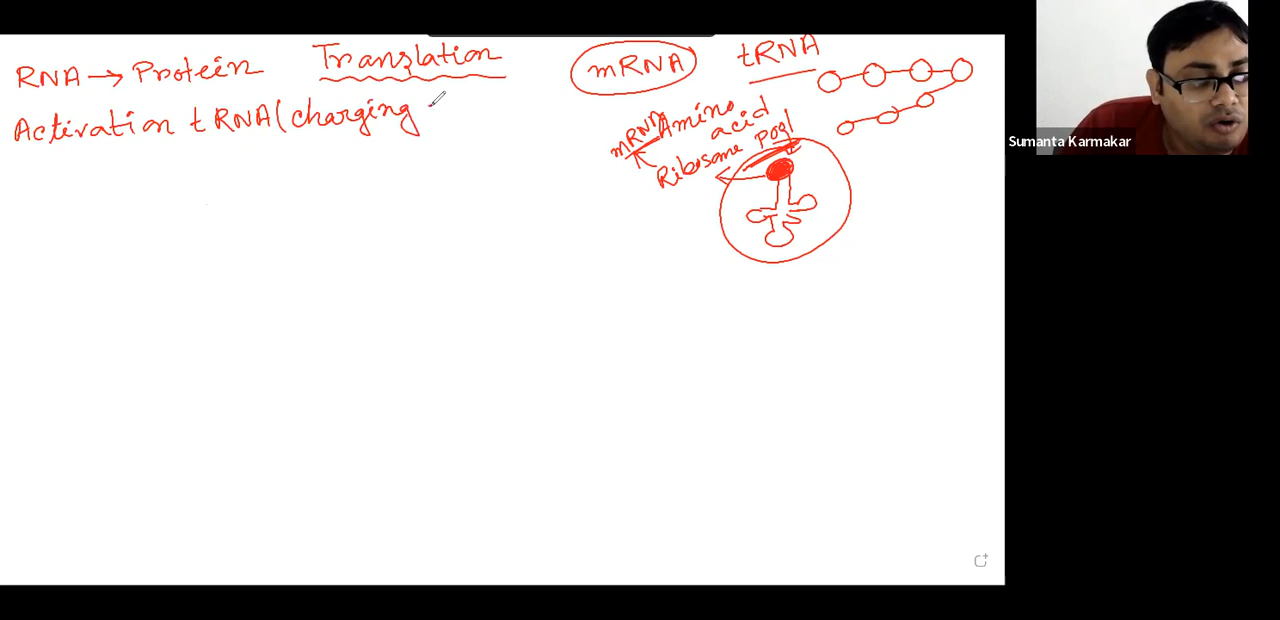 Translation
mRNA
tRNA
RNA → Protein
Activation tRNA (charging
Amino
acid
Pool
mRNA
Ribosome
Sumanta Karmakar